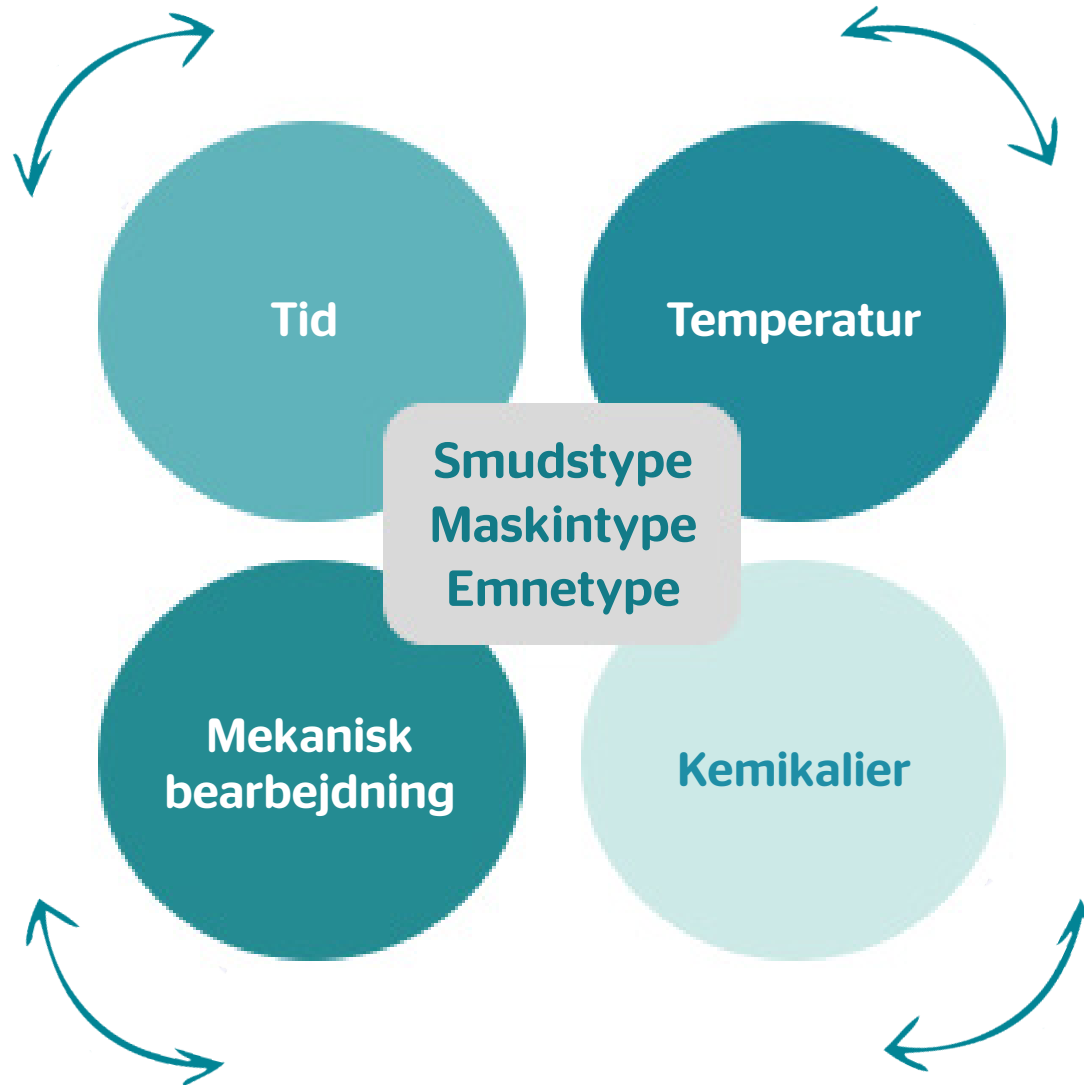 Tid
Temperatur
Smudstype
Maskintype
Emnetype
Mekanisk
bearbejdning
Kemikalier